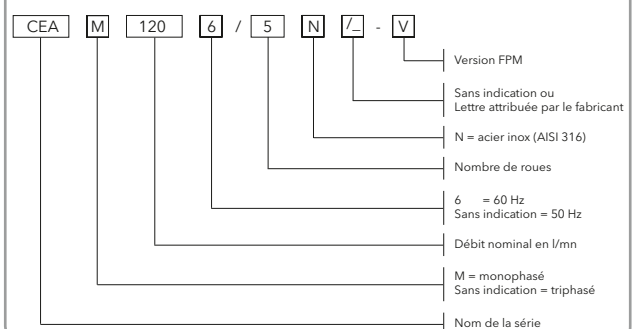 CEA M 120 6 / 5 N /_ - V
Version FPM
Sans indication ou
Lettre attribuée par le fabricant
N = acier inox (AISI 316)
Nombre de roues
6 = 60 Hz
Sans indication = 50 Hz
Débit nominal en l/mn
M = monophasé
Sans indication = triphasé
Nom de la série